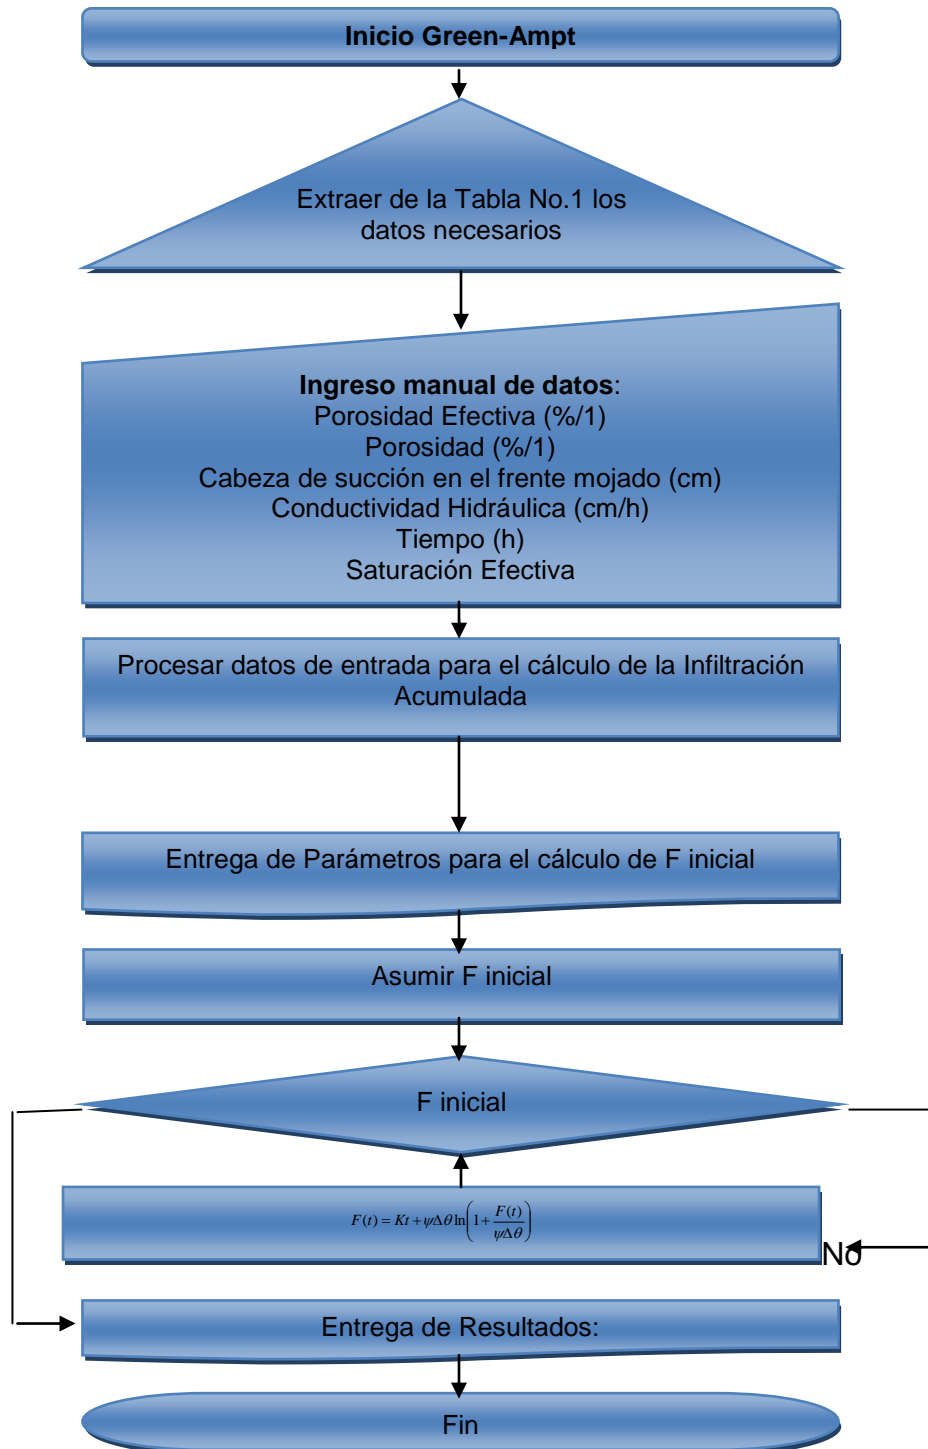 Inicio Green-Ampt
Extraer de la Tabla No.1 los
datos necesarios
Ingreso manual de datos:
Porosidad Efectiva (%/1)
Porosidad (%/1)
Cabeza de succión en el frente mojado (cm)
Conductividad Hidráulica (cm/h)
Tiempo (h)
Saturación Efectiva
Procesar datos de entrada para el cálculo de la Infiltración
Acumulada
Entrega de Parámetros para el cálculo de F inicial
Asumir F inicial
F inicial
F(t) = Kt + ψΔθ ln(1 + F(t)/ψΔθ)
No
Entrega de Resultados:
Fin